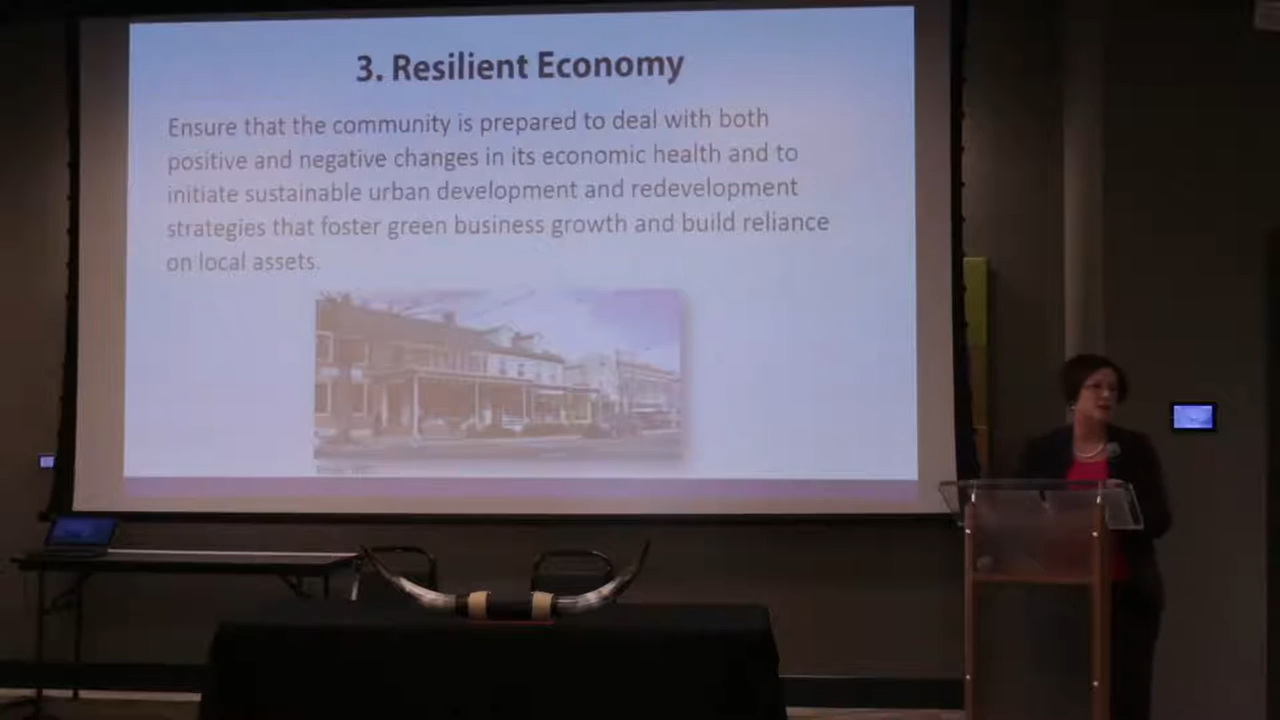 3. Resilient Economy
Ensure that the community is prepared to deal with both
positive and negative changes in its economic health and to
initiate sustainable urban development and redevelopment
strategies that foster green business growth and build reliance
on local assets.